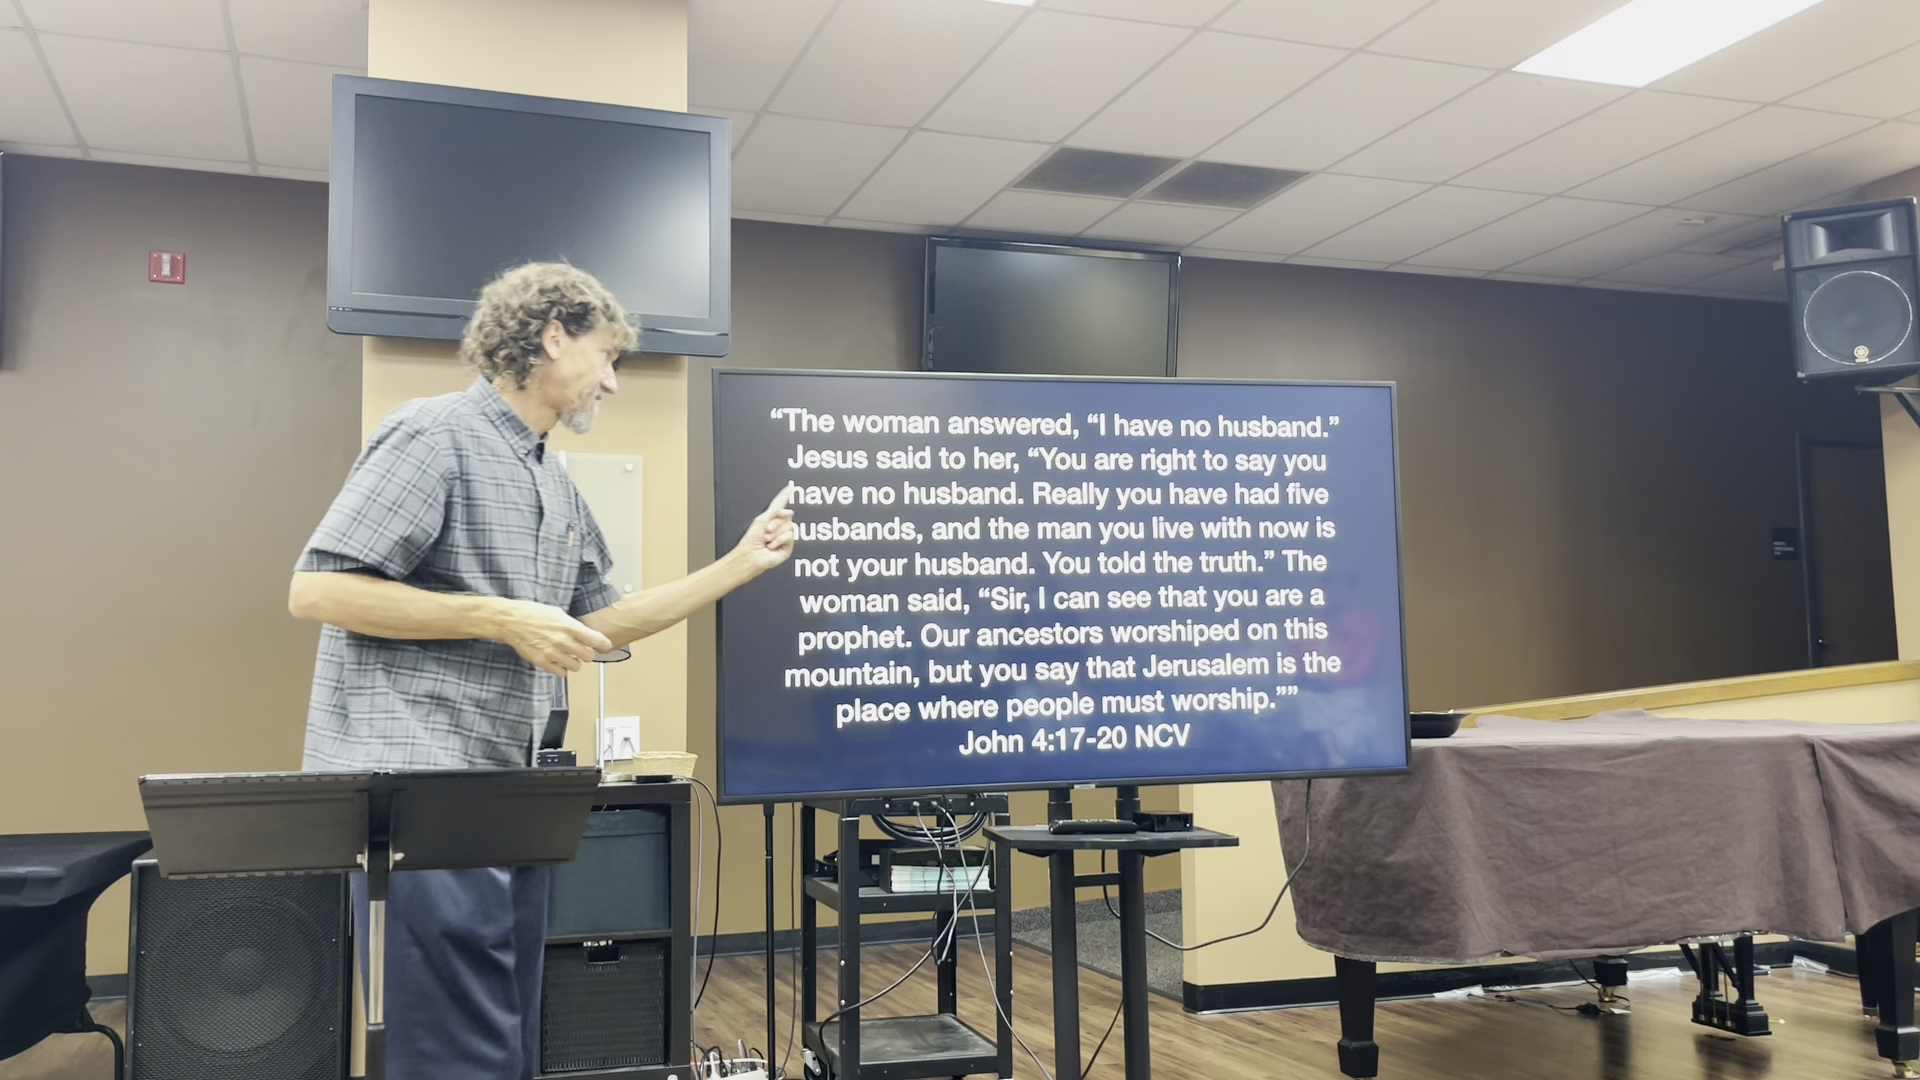 “The woman answered, “I have no husband.”
Jesus said to her, “You are right to say you
have no husband. Really you have had five
husbands, and the man you live with now is
not your husband. You told the truth.” The
woman said, “Sir, I can see that you are a
prophet. Our ancestors worshiped on this
mountain, but you say that Jerusalem is the
place where people must worship.””
John 4:17-20 NCV